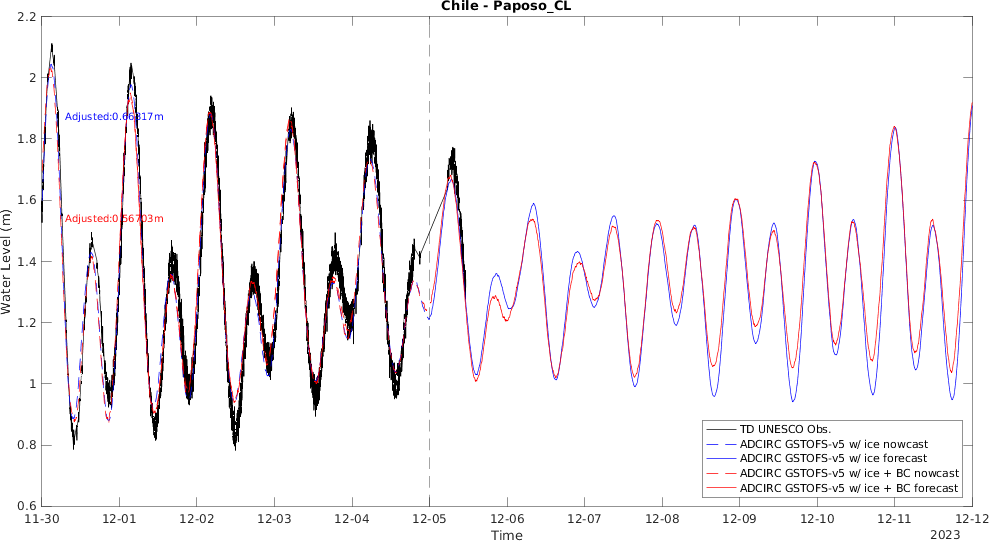 Chile - Paposo_CL
2.2
2
1.8
1.6
1.4
1.2
1
0.8
0.6
Water Level (m)
Adjusted:0.66817m
Adjusted:0.56703m
TD UNESCO Obs.
ADCIRC GSTOFS-v5 w/ ice nowcast
ADCIRC GSTOFS-v5 w/ ice forecast
ADCIRC GSTOFS-v5 w/ ice + BC nowcast
ADCIRC GSTOFS-v5 w/ ice + BC forecast
11-30 12-01 12-02 12-03 12-04 12-05 12-06 12-07 12-08 12-09 12-10 12-11 12-12
Time
2023